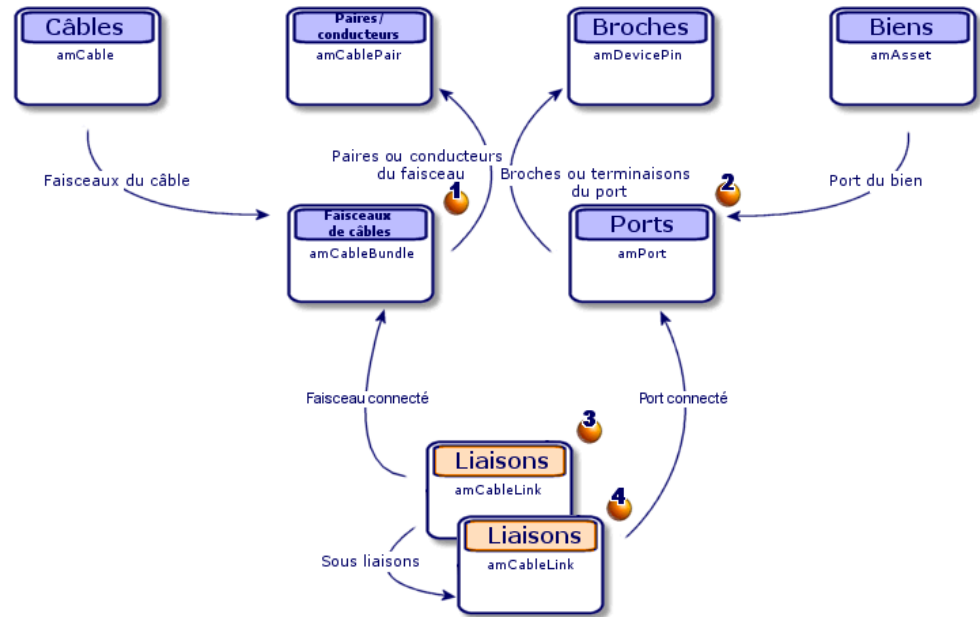 Câbles
amCable
Paires/
conducteurs
amCablePair
Broches
amDevicePin
Biens
amAsset
Faisceaux du câble
Paires ou conducteurs
du faisceau
1
Broches ou terminaisons
du port
2
Port du bien
Faisceaux
de câbles
amCableBundle
Ports
amPort
Faisceau connecté
Port connecté
3
Liaisons
amCableLink
4
Liaisons
amCableLink
Sous liaisons